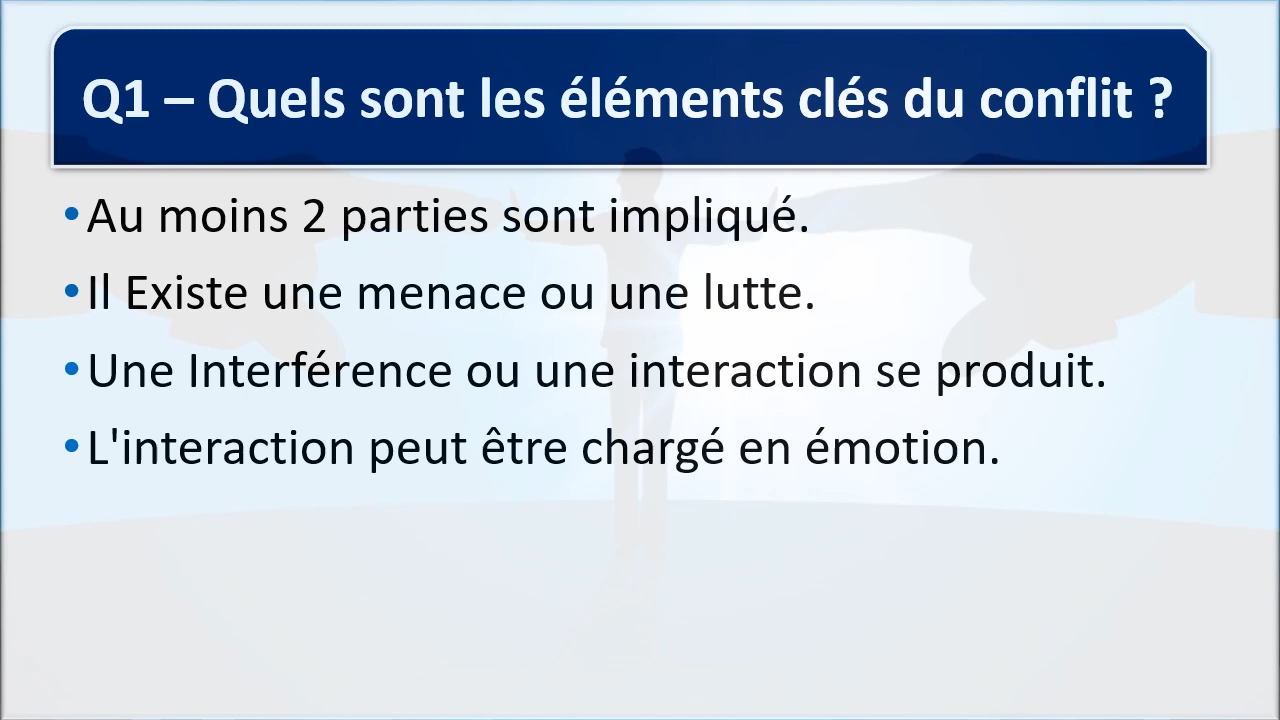 Q1 – Quels sont les éléments clés du conflit ?
• Au moins 2 parties sont impliqué.
• Il Existe une menace ou une lutte.
• Une Interférence ou une interaction se produit.
• L'interaction peut être chargé en émotion.